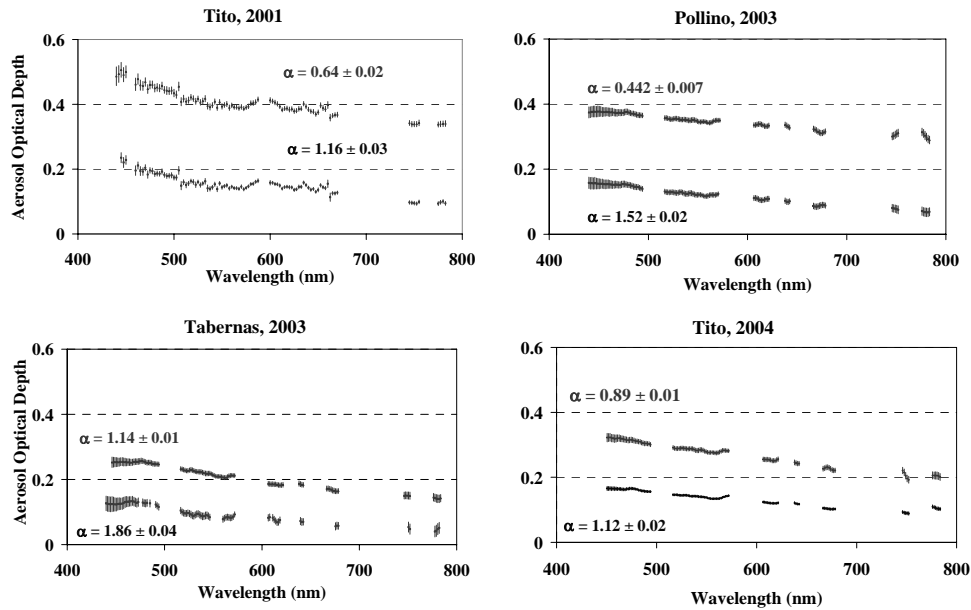 Tito, 2001
0.6
0.4
0.2
0
Aerosol Optical Depth
α = 0.64 ± 0.02
α = 1.16 ± 0.03
400 500 600 700 800
Wavelength (nm)
Pollino, 2003
0.6
0.4
0.2
0
α = 0.442 ± 0.007
α = 1.52 ± 0.02
400 500 600 700 800
Wavelength (nm)
Tabernas, 2003
0.6
0.4
0.2
0
Aerosol Optical Depth
α = 1.14 ± 0.01
α = 1.86 ± 0.04
400 500 600 700 800
Wavelength (nm)
Tito, 2004
0.6
0.4
0.2
0
α = 0.89 ± 0.01
α = 1.12 ± 0.02
400 500 600 700 800
Wavelength (nm)